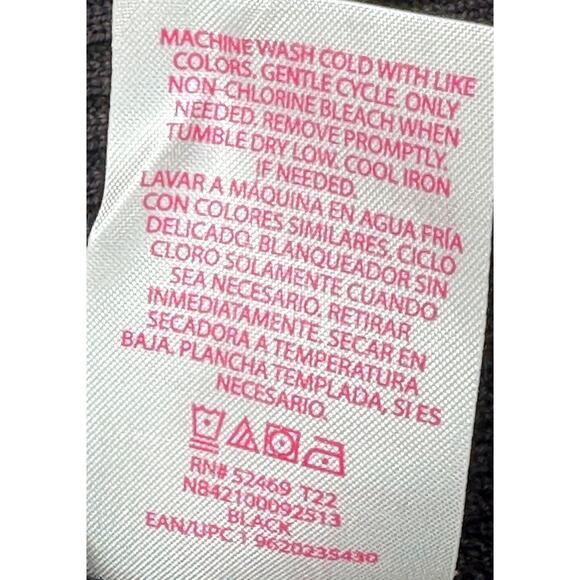 MACHINE WASH COLD WITH LIKE
COLORS, GENTLE CYCLE. ONLY
NON-CHLORINE BLEACH WHEN
NEEDED. REMOVE PROMPTLY.
TUMBLE DRY LOW. COOL IRON
IF NEEDED.
LAVAR A MÁQUINA EN AGUA FRÍA
CON COLORES SIMILARES, CICLO
DELICADO. BLANQUEADOR SIN
CLORO SOLAMENTE CUANDO
SEA NECESARIO. RETIRAR
INMEDIATAMENTE. SECAR EN
SECADORA A TEMPERATURA
BAJA. PLANCHA TEMPLADA, SI ES
NECESARIO.
RN# 52469 T22
NB42100092513
BLACK
EAN/UPC 1 9620235430